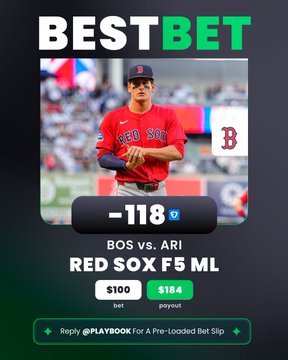 BESTBET
RED SOX
B
-118
BOS vs. ARI
RED SOX F5 ML
$100
$184
bet
payout
Reply @PLAYBOOK For A Pre-Loaded Bet Slip